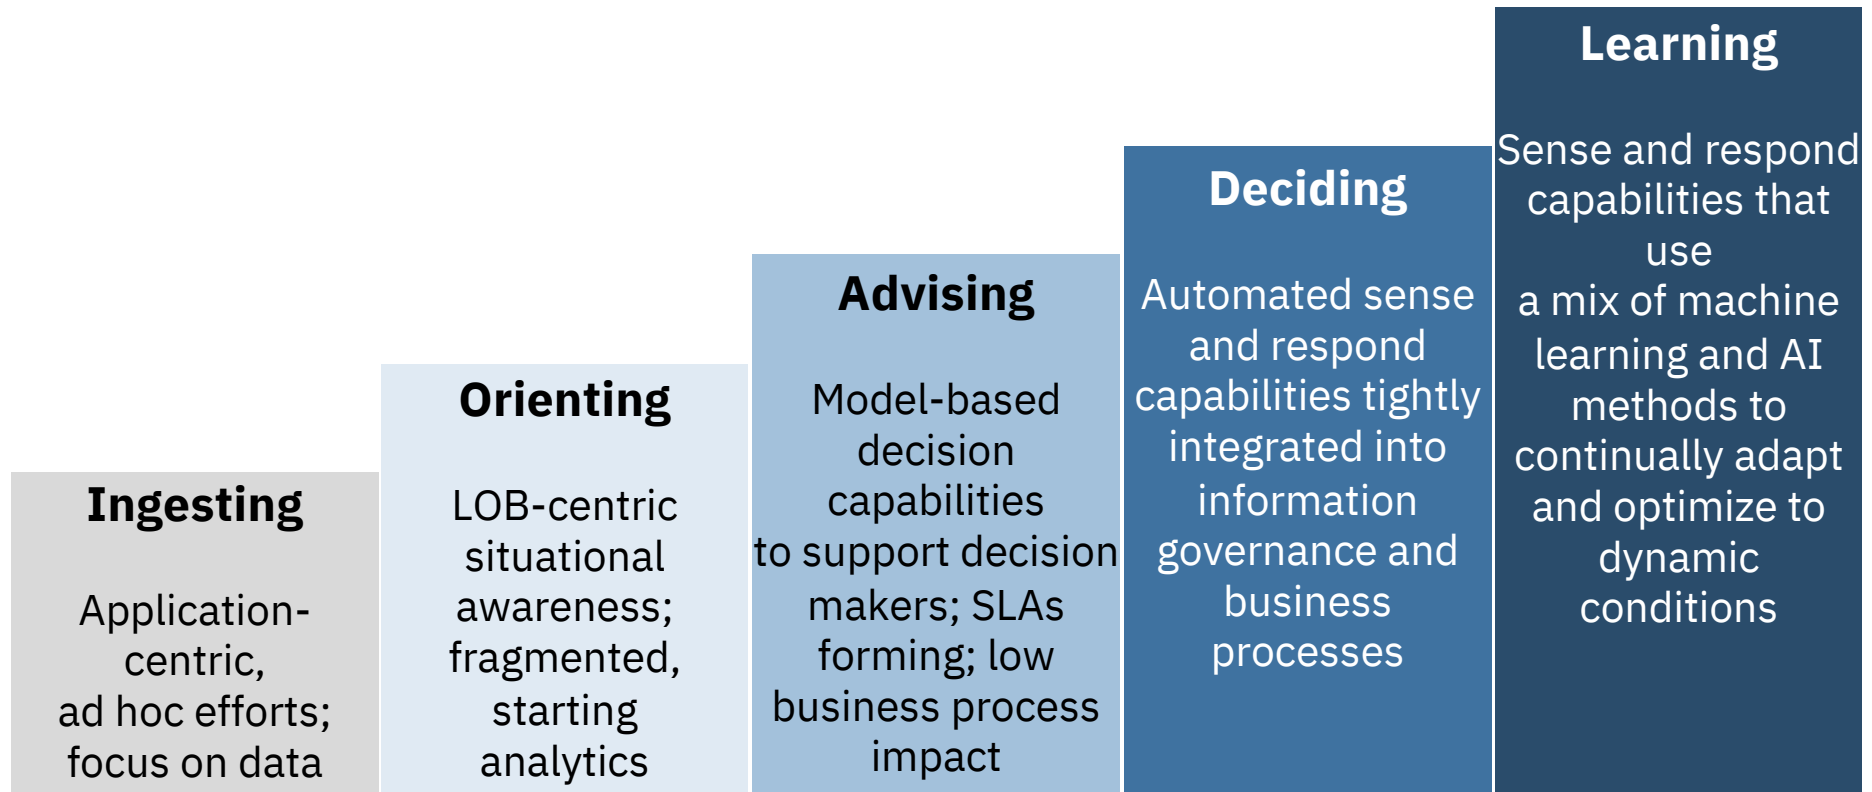 Ingesting
Application-
centric,
ad hoc efforts;
focus on data
Orienting
LOB-centric
situational
awareness;
fragmented,
starting
analytics
Advising
Model-based
decision
capabilities
to support decision
makers; SLAs
forming; low
business process
impact
Deciding
Automated sense
and respond
capabilities tightly
integrated into
information
governance and
business
processes
Learning
Sense and respond
capabilities that
use
a mix of machine
learning and AI
methods to
continually adapt
and optimize to
dynamic
conditions